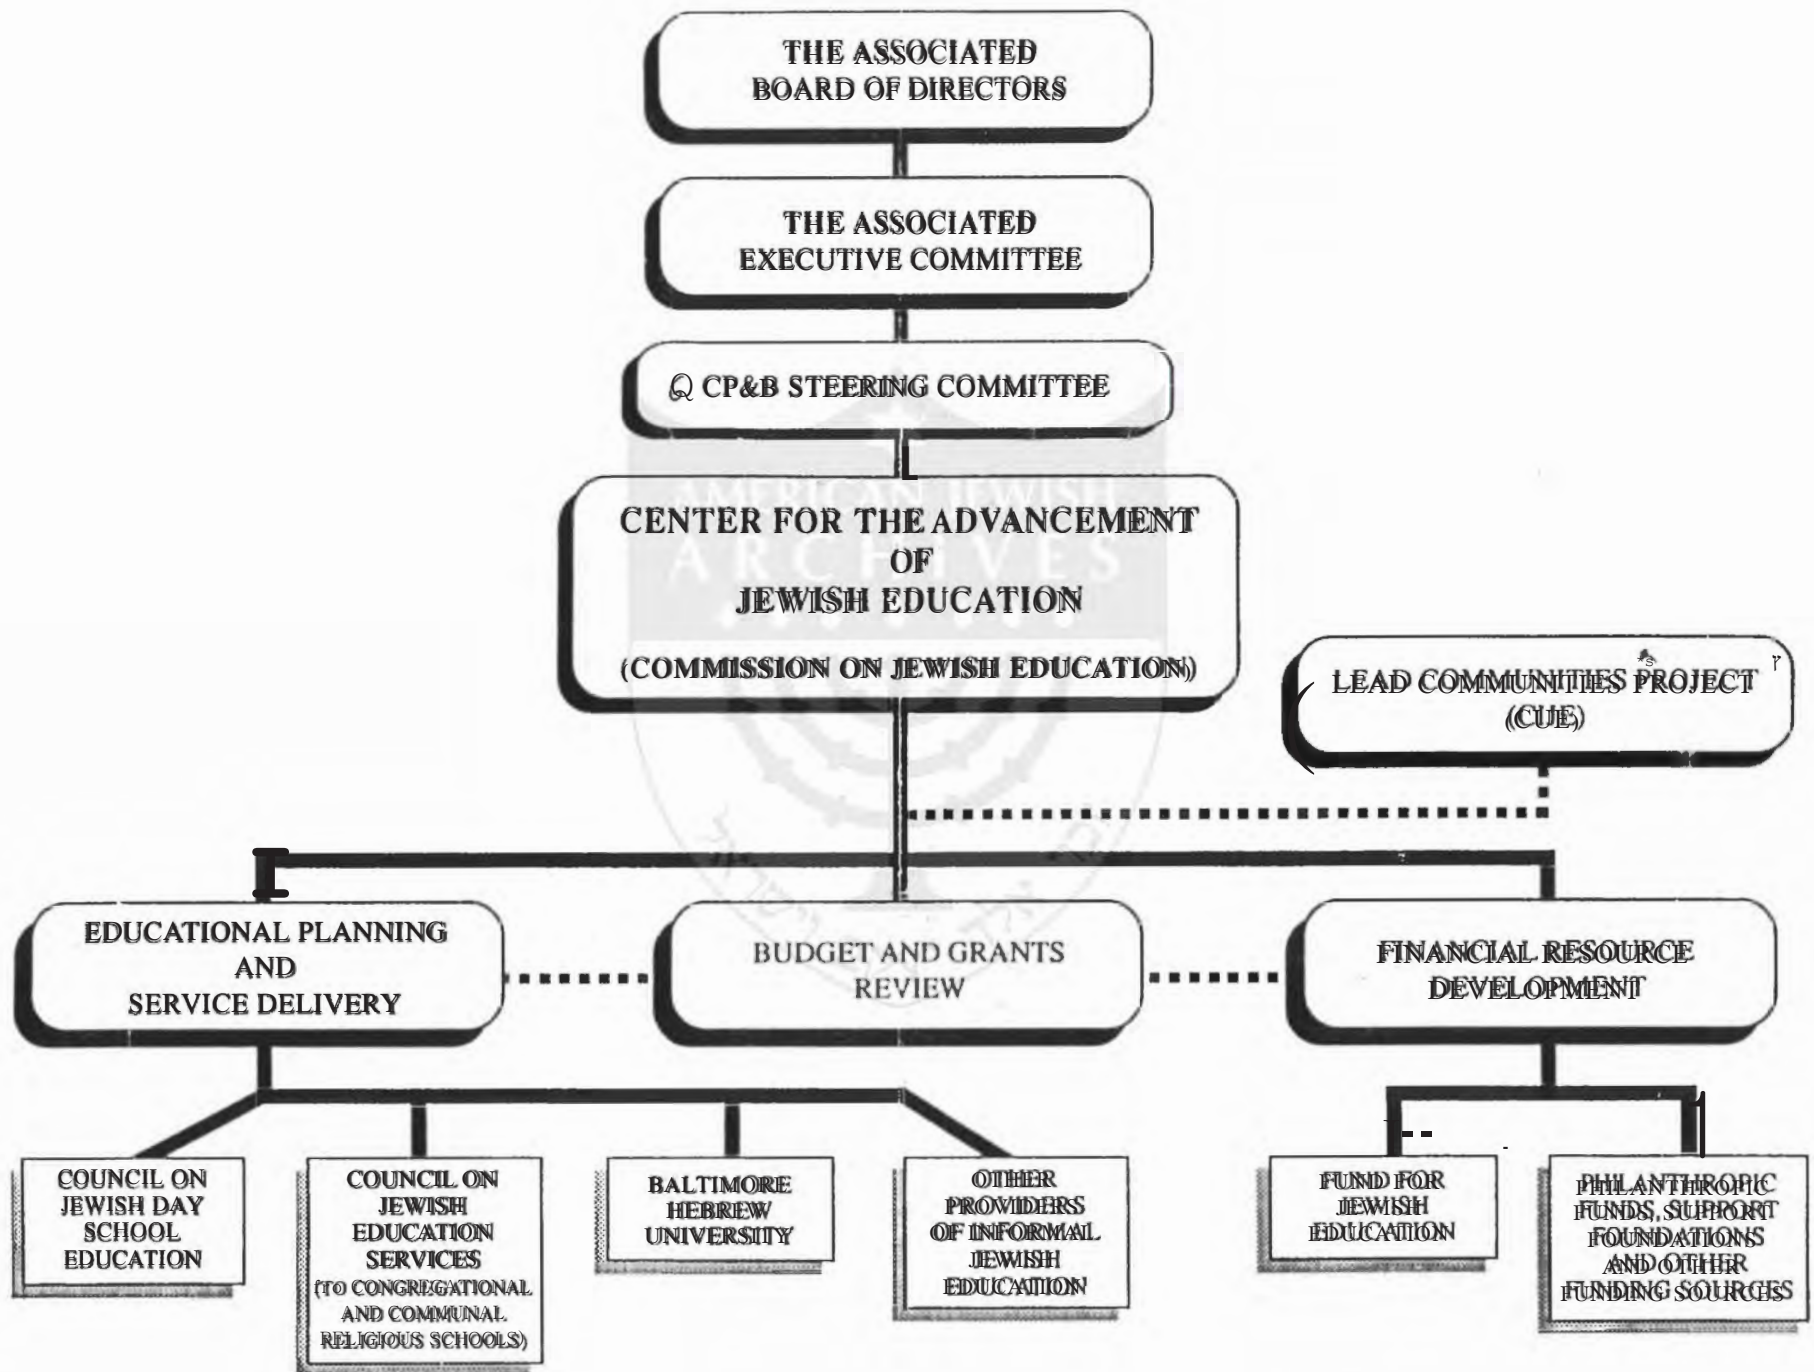 THE ASSOCIATED
BOARD OF DIRECTORS
THE ASSOCIATED
EXECUTIVE COMMITTEE
Q CP&B STEERING COMMITTEE
AMERICAN JEWISH
ARCHIVES
CENTER FOR THE ADVANCEMENT
OF
JEWISH EDUCATION
(COMMISSION ON JEWISH EDUCATION)
LEAD COMMUNITIES PROJECT
(CIJE)
EDUCATIONAL PLANNING
AND
SERVICE DELIVERY
BUDGET AND GRANTS
REVIEW
FINANCIAL RESOURCE
DEVELOPMENT
COUNCIL ON
JEWISH DAY
SCHOOL
EDUCATION
COUNCIL ON
JEWISH
EDUCATION
SERVICES
(TO CONGREGATIONAL
AND COMMUNAL
RELIGIOUS SCHOOLS)
BALTIMORE
HEBREW
UNIVERSITY
OTHER
PROVIDERS
OF INFORMAL
JEWISH
EDUCATION
FUND FOR
JEWISH
EDUCATION
PHILANTHROPIC
FUNDS, SUPPORT
FOUNDATIONS
AND OTHER
FUNDING SOURCES